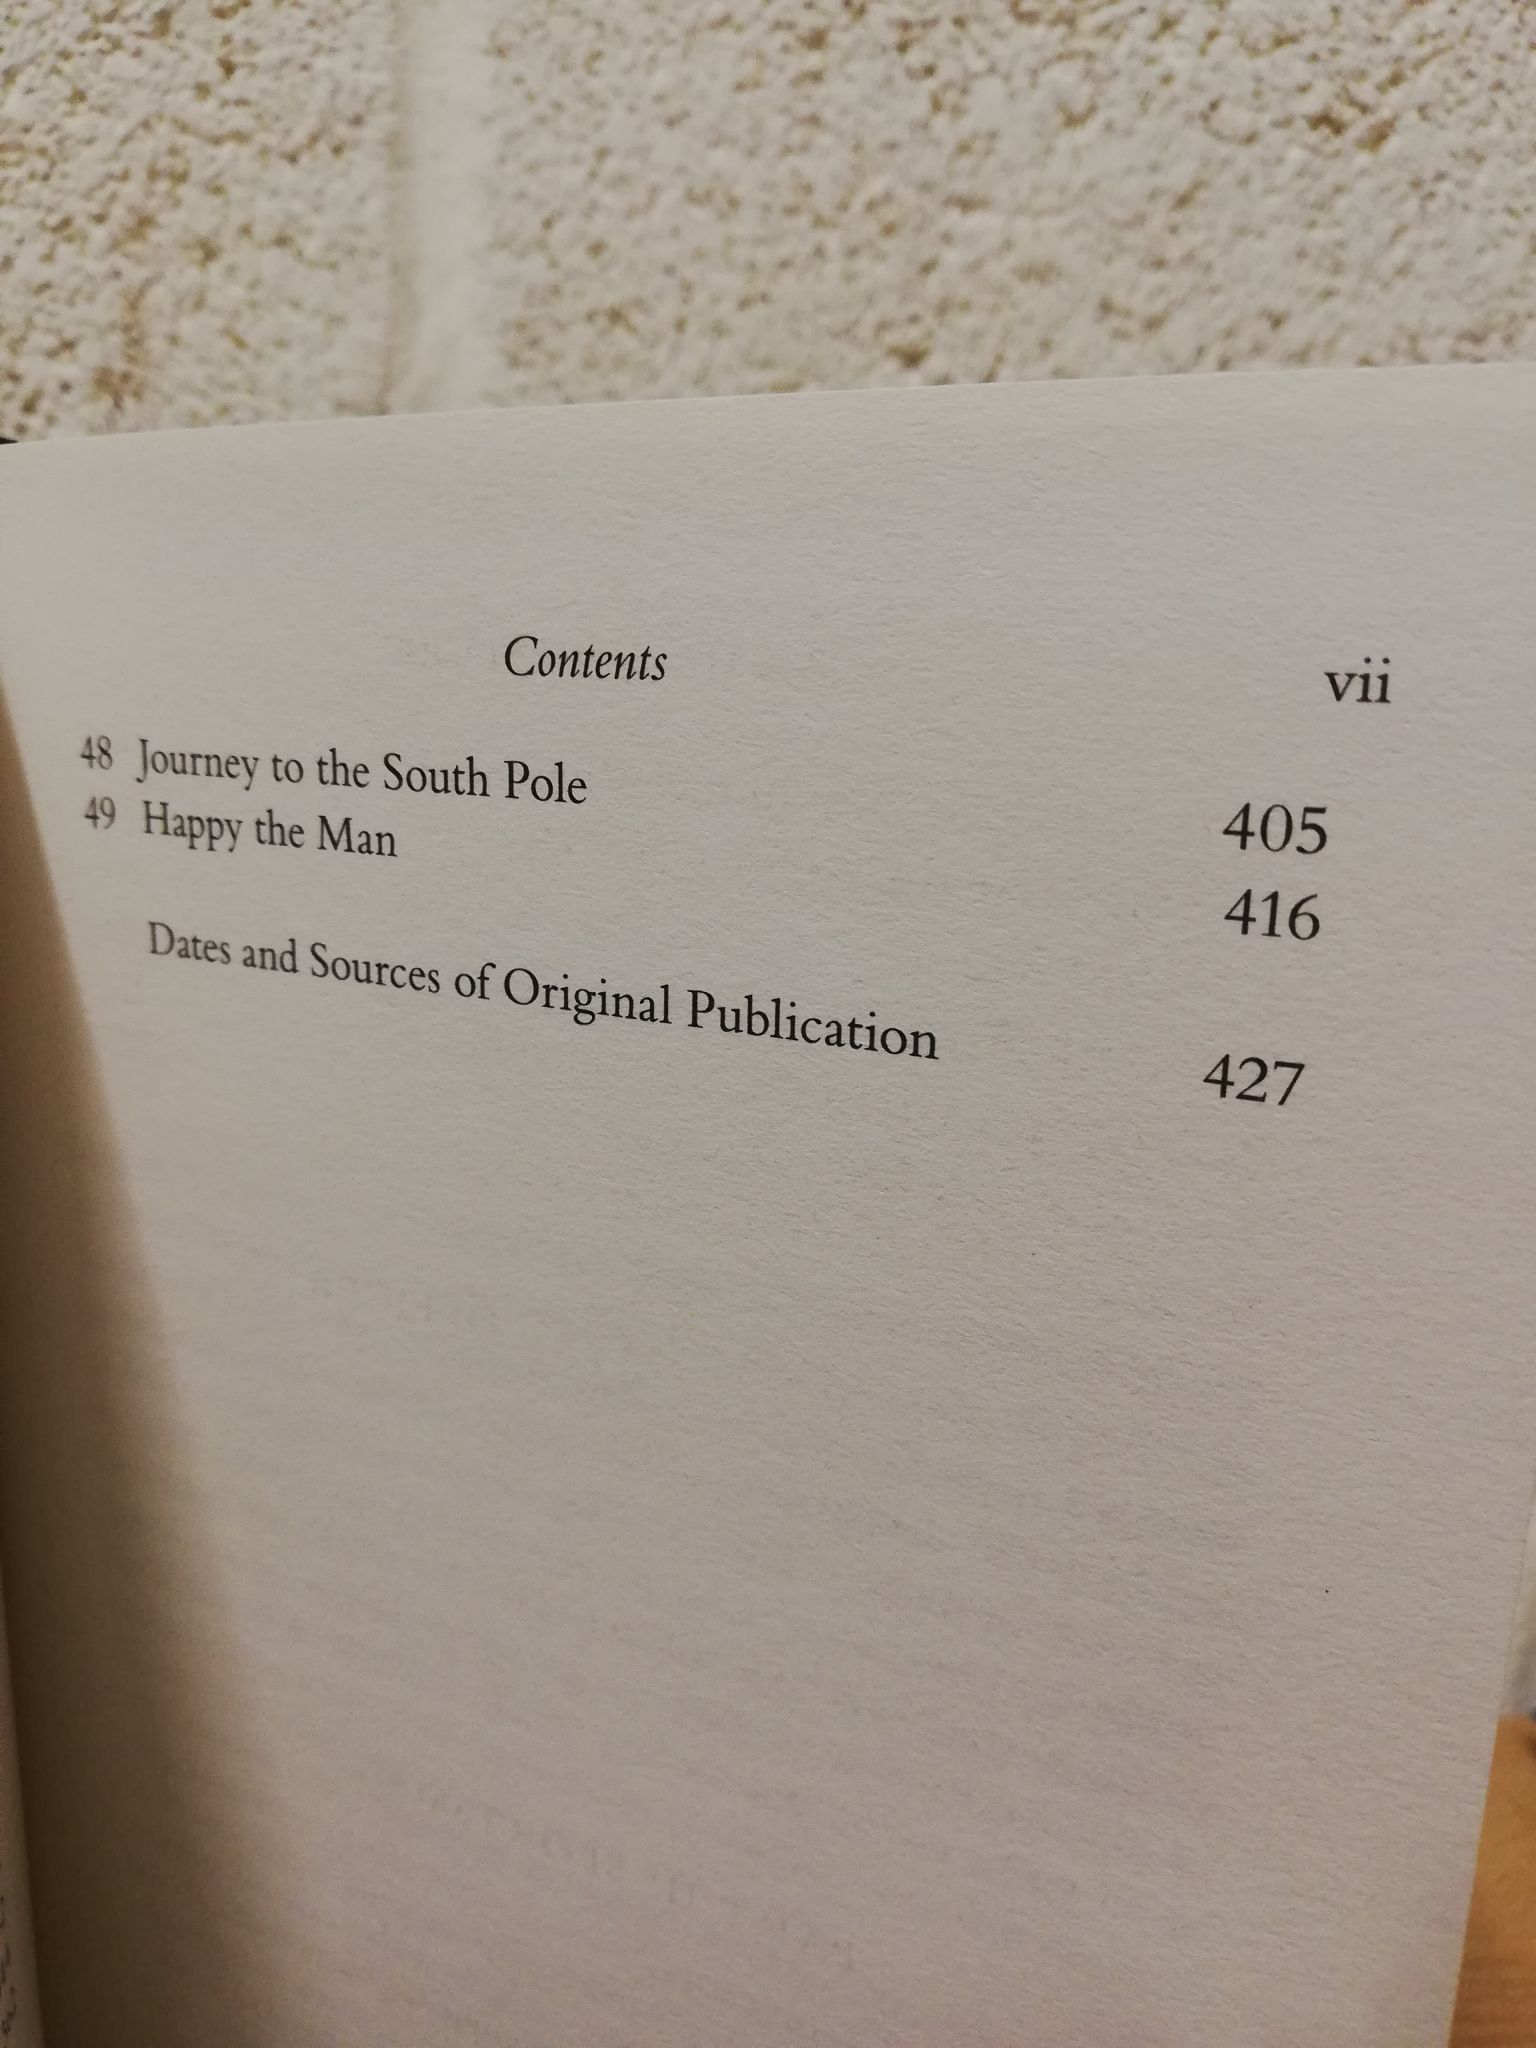 Contents vii
48 Journey to the South Pole 405
49 Happy the Man 416
Dates and Sources of Original Publication 427